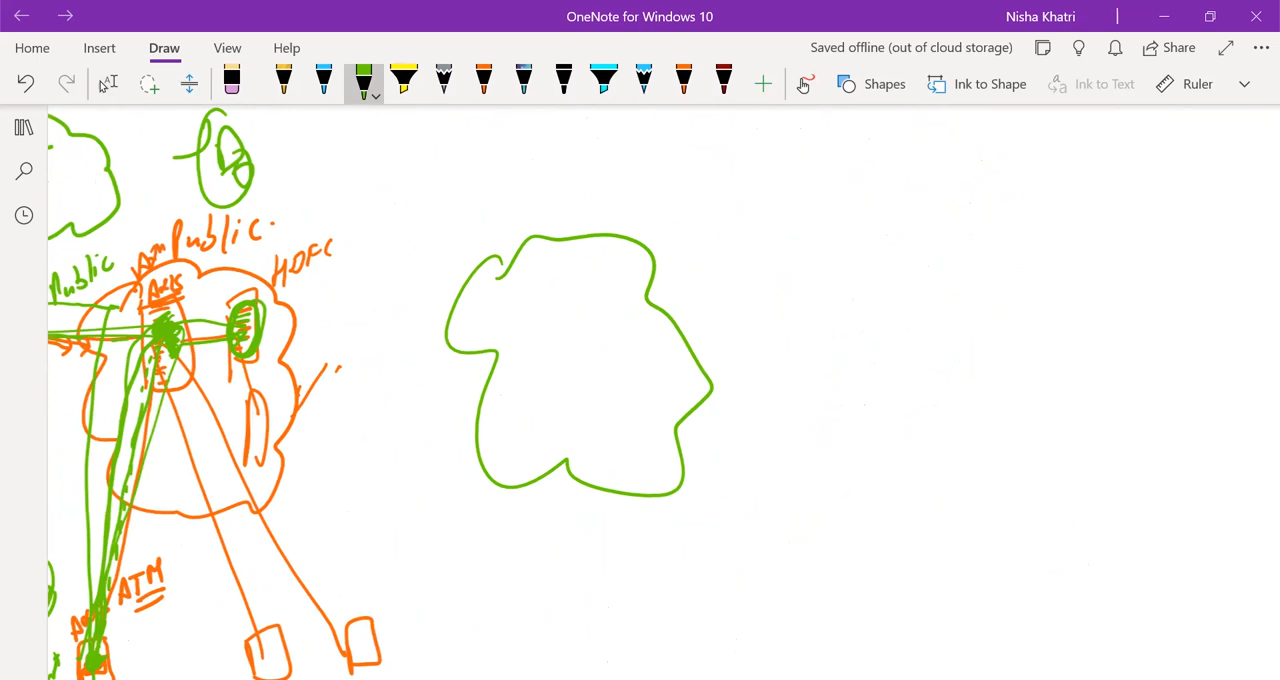 OneNote for Windows 10
Nisha Khatri
Home Insert Draw View Help
Saved offline (out of cloud storage) Share
Shapes Ink to Shape Ink to Text Ruler
Public.
HDFC
Public
Axis
ATM